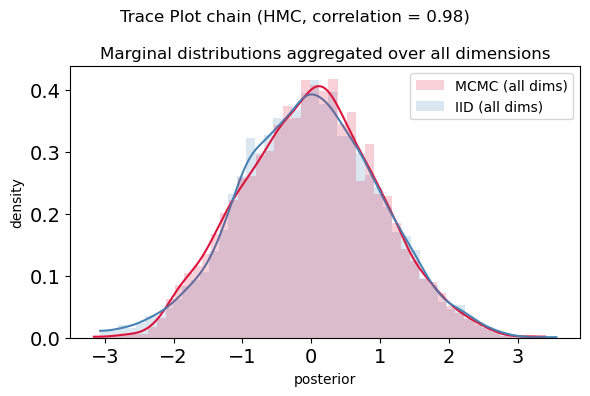 Trace Plot chain (HMC, correlation = 0.98)
Marginal distributions aggregated over all dimensions
MCMC (all dims)
IID (all dims)
density
0.4
0.3
0.2
0.1
0.0
−3 −2 −1 0 1 2 3
posterior